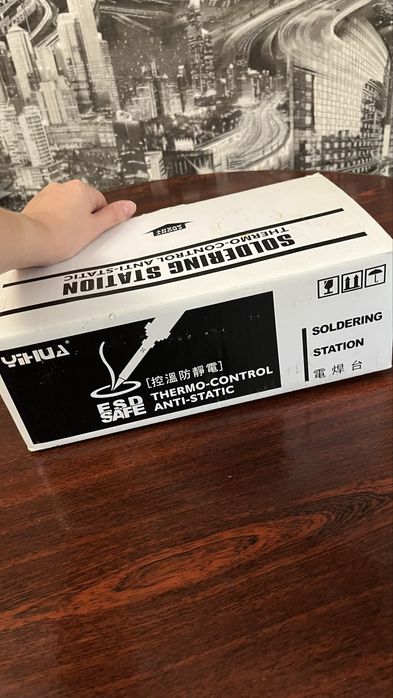 SOLDERING STATION
THERMO-CONTROL ANTI-STATIC
YiHUA
ESD
SAFE
[控溫防靜電]
THERMO-CONTROL
ANTI-STATIC
SOLDERING
STATION
電焊台